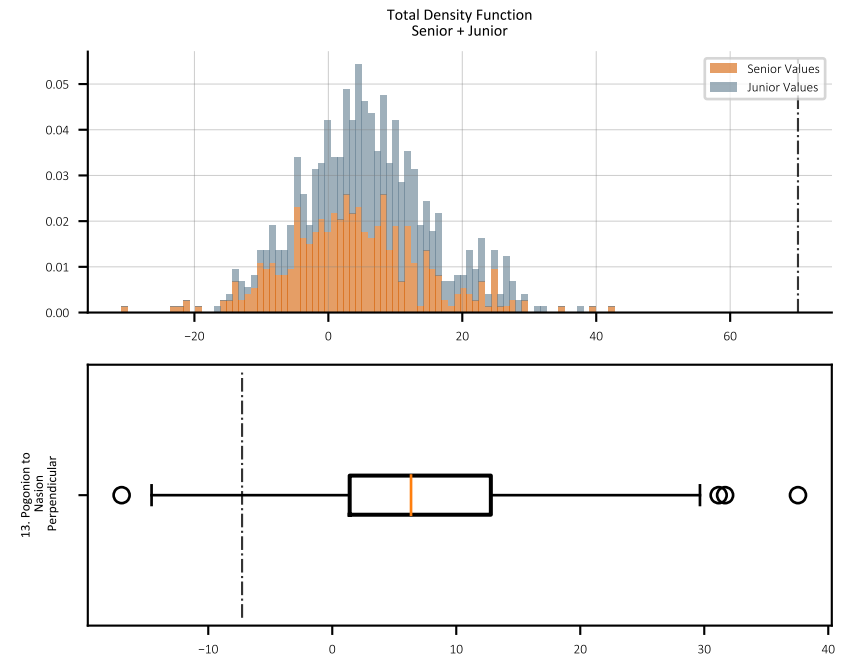 Total Density Function
Senior + Junior
Senior Values
Junior Values
0.05
0.04
0.03
0.02
0.01
0.00
−20
0
20
40
60
13. Pogonion to
Nasion
Perpendicular
−10
0
10
20
30
40